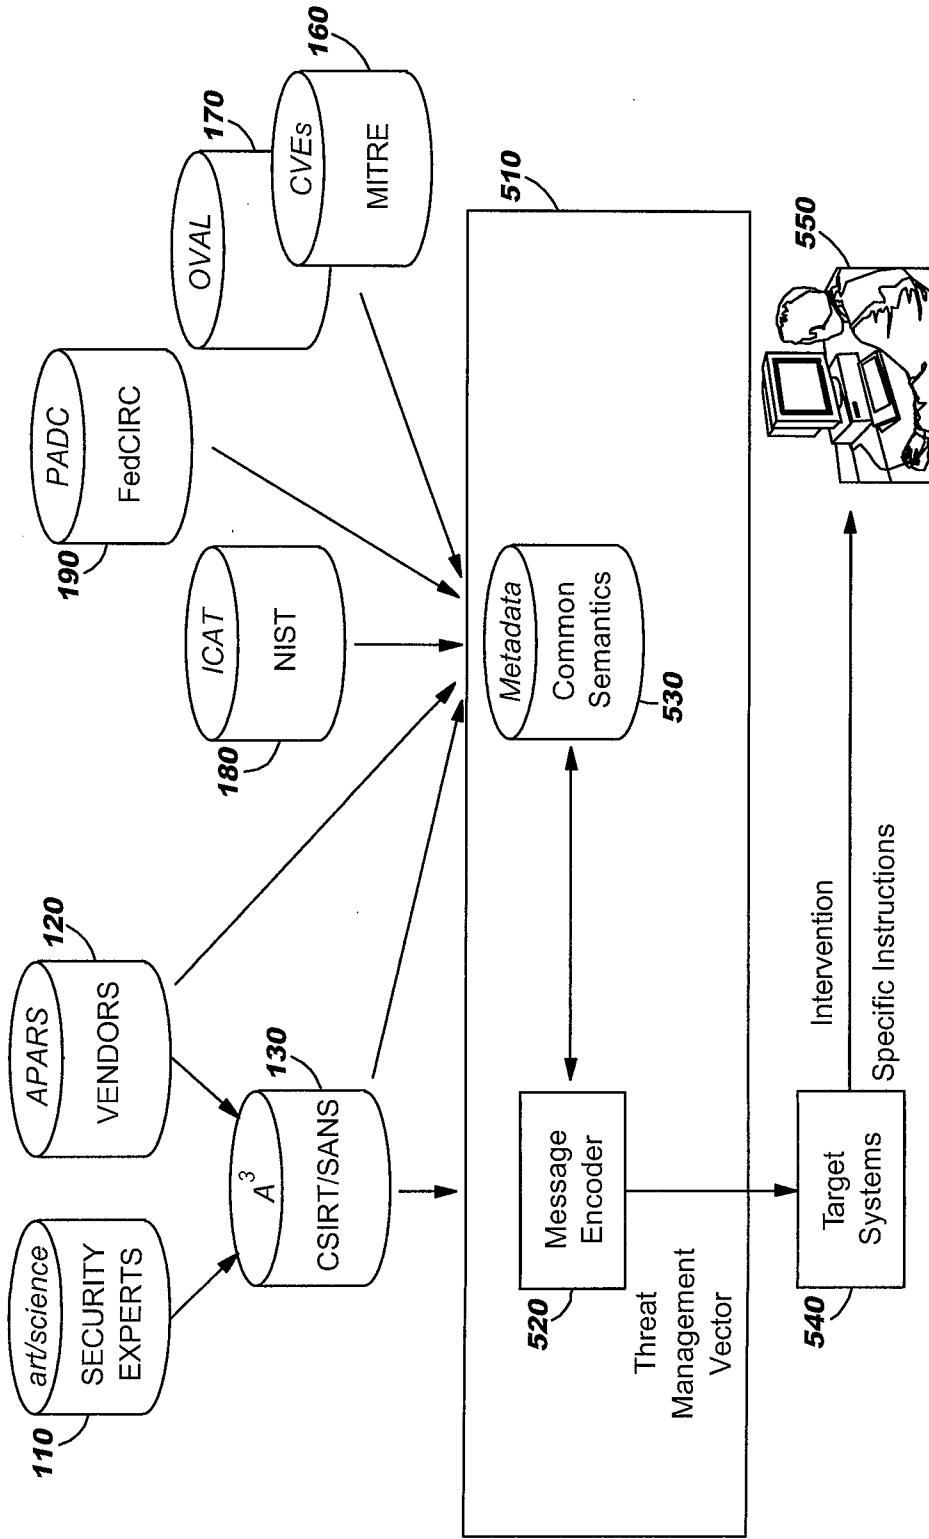 110
art/science
SECURITY
EXPERTS
APARS
VENDORS
120
A³
CSIRT/SANS
130
190
PADC
FedCIRC
180
ICAT
NIST
OVAL
170
CVEs
MITRE
160
510
520
Message
Encoder
Metadata
Common
Semantics
530
Threat
Management
Vector
540
Target
Systems
Intervention
Specific Instructions
550